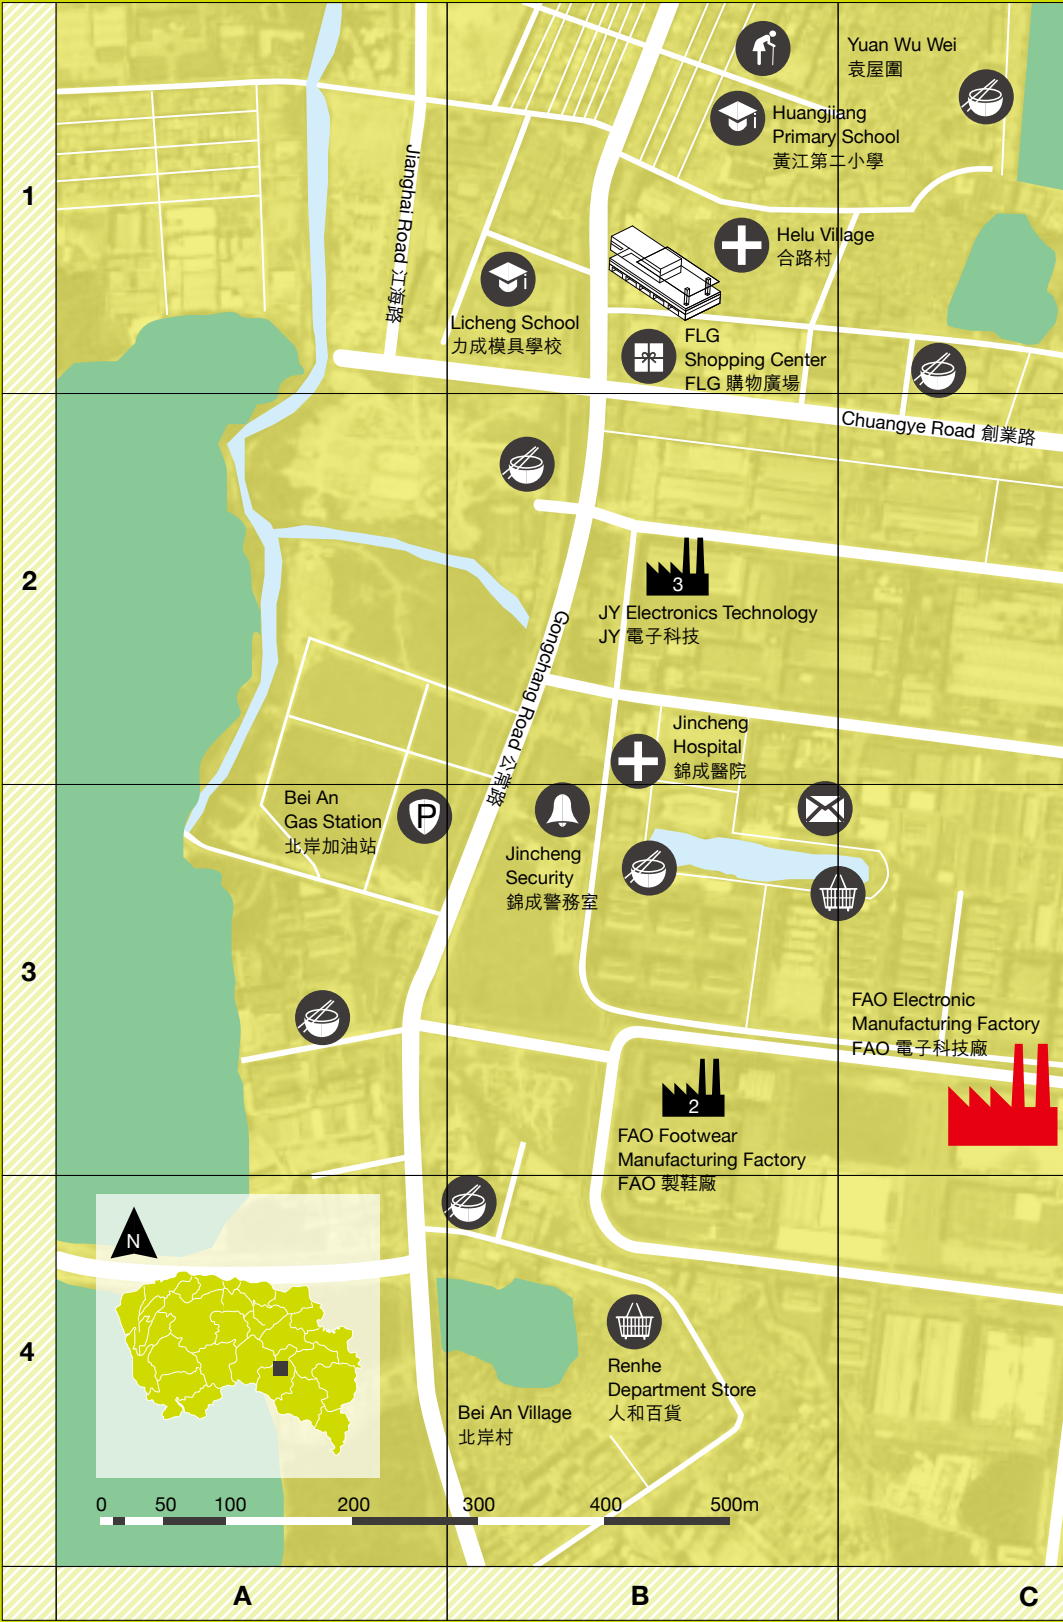 Yuan Wu Wei
袁屋圍
Huangjiang
Primary School
黃江第二小學
1
Jianghai Road 江海路
Helu Village
合路村
Licheng School
力成模具學校
FLG
Shopping Center
FLG 購物廣場
Chuangye Road 創業路
2
3
JY Electronics Technology
JY 電子科技
Gongchang Road 公常路
Jincheng
Hospital
錦成醫院
Bei An
Gas Station
北岸加油站
P
Jincheng
Security
錦成警務室
3
FAO Electronic
Manufacturing Factory
FAO 電子科技廠
2
FAO Footwear
Manufacturing Factory
FAO 製鞋廠
N
4
Renhe
Department Store
人和百貨
Bei An Village
北岸村
0 50 100 200 300 400 500m
A B C